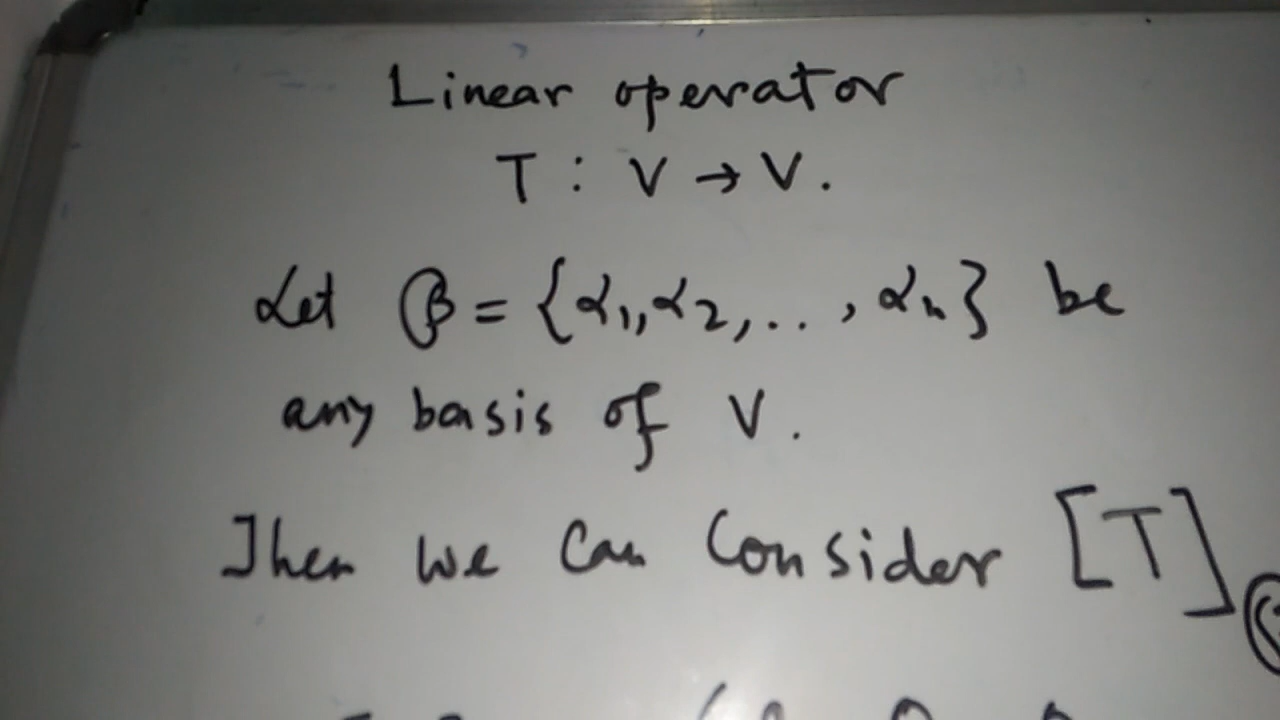 Linear operator
T : V → V.
Let β = {α₁, α₂, ... , αₙ} be
any basis of V.
Then we can consider [T]